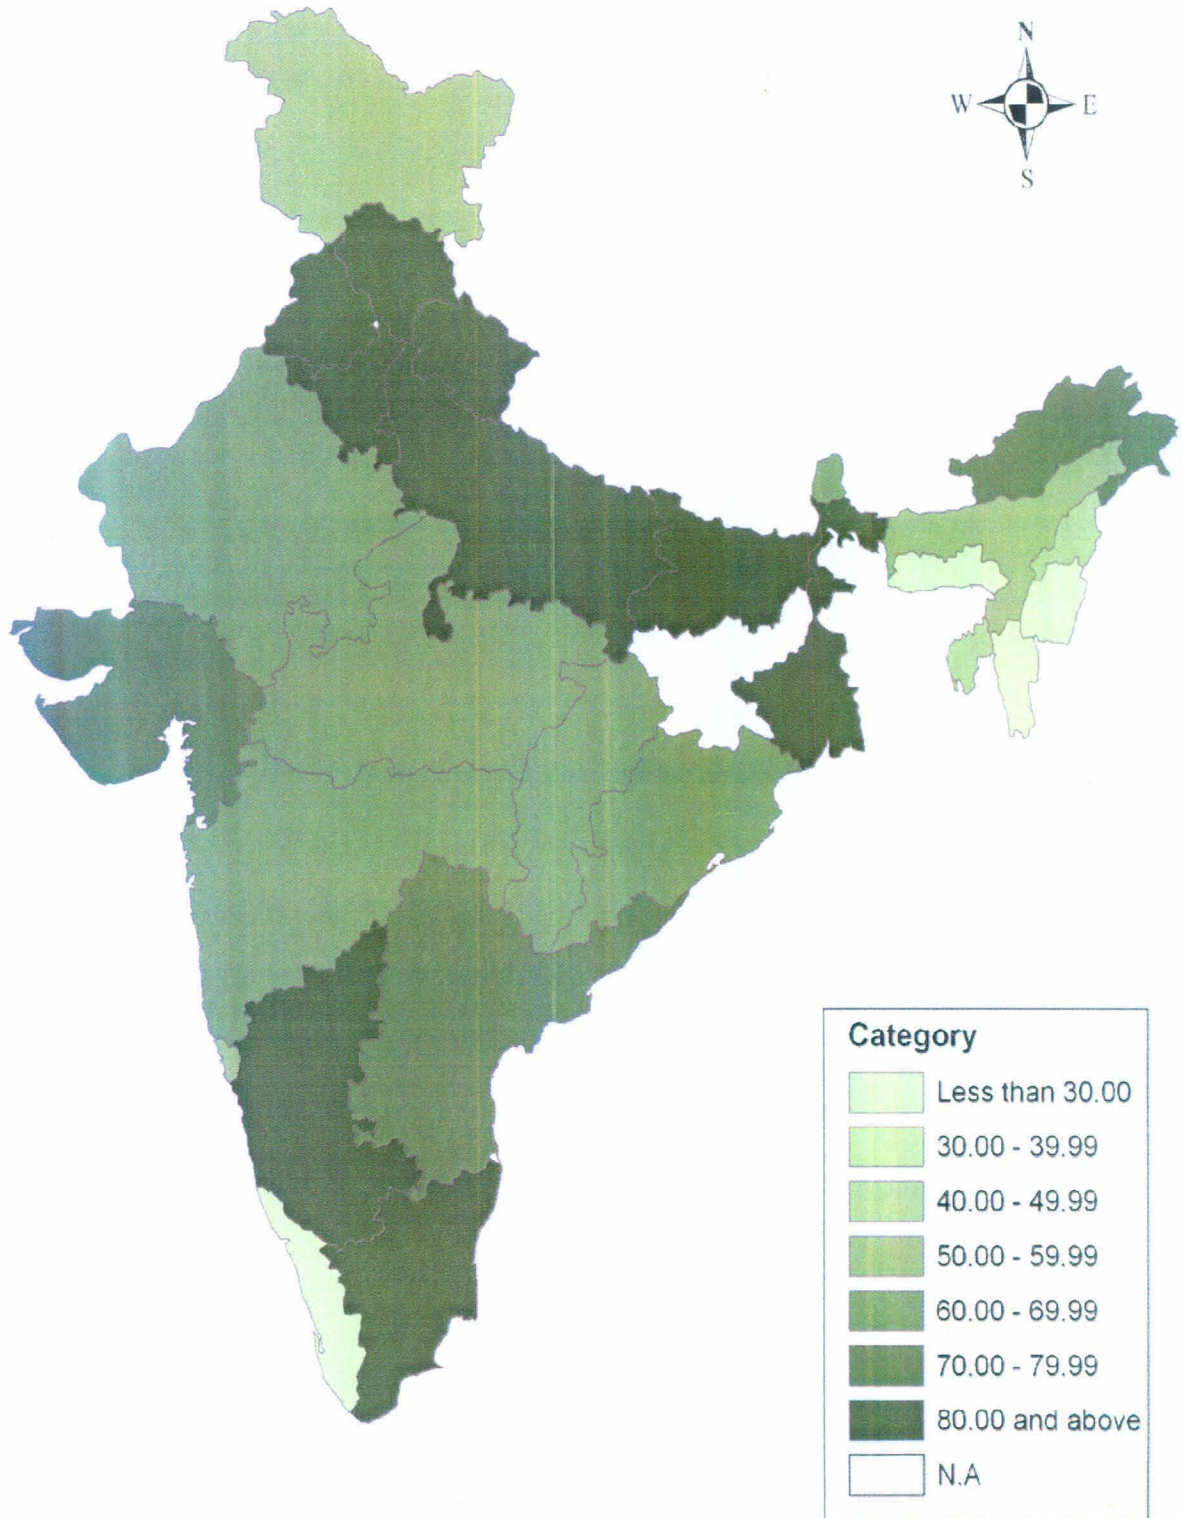 N
W E
S
Category
Less than 30.00
30.00 - 39.99
40.00 - 49.99
50.00 - 59.99
60.00 - 69.99
70.00 - 79.99
80.00 and above
N.A